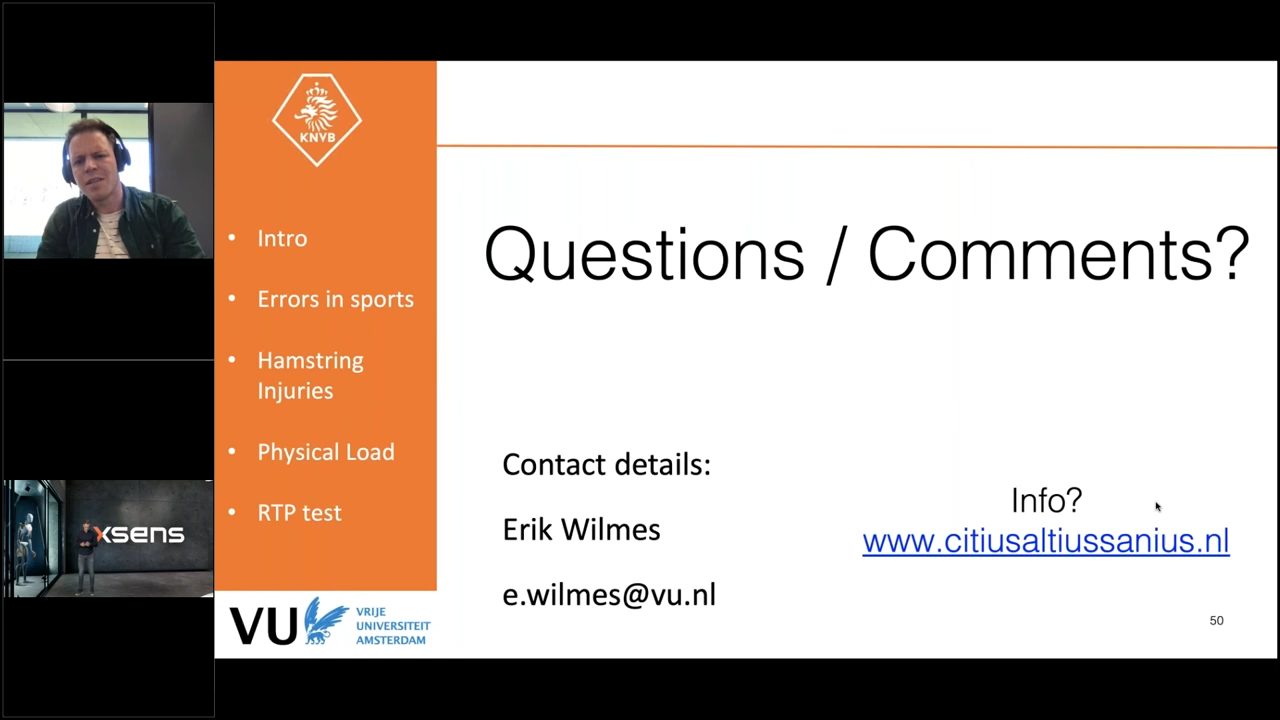 KNVB
• Intro
• Errors in sports
• Hamstring
Injuries
• Physical Load
• RTP test
VU
VRIJE
UNIVERSITEIT
AMSTERDAM
Questions / Comments?
Contact details:
Erik Wilmes
e.wilmes@vu.nl
Info?
www.citiusaltiussanius.nl
50
xsens